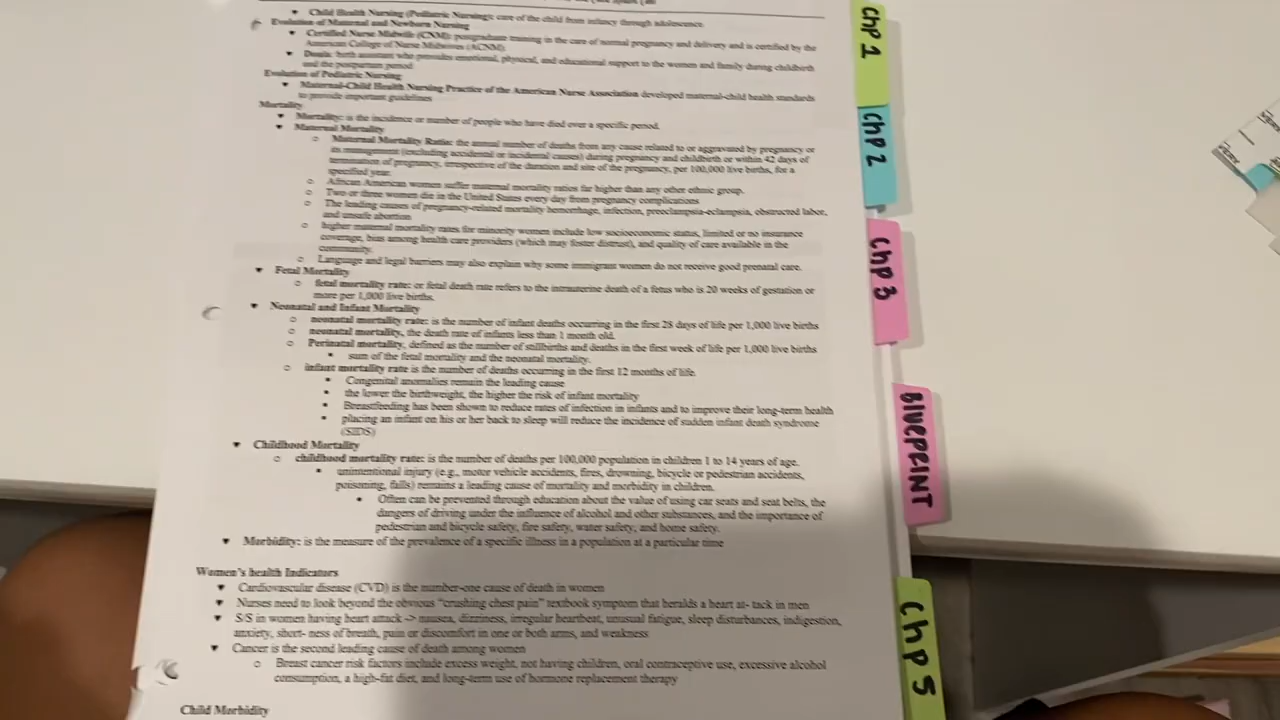 Child Health Nursing (Pediatric Nursing): care of the child from infancy through adolescence
Evolution of Maternal and Newborn Nursing
Certified Nurse Midwife (CNM): postgraduate training in the care of normal pregnancy and delivery and is certified by the
American College of Nurse Midwives (ACNM)
Doula: birth assistant who provides emotional, physical, and educational support to the women and family during childbirth
and the postpartum period
Evolution of Pediatric Nursing
Maternal-Child Health Nursing Practice of the American Nurse Association developed maternal-child health standards
to provide important guidelines
Mortality
Mortality: is the incidence or number of people who have died over a specific period.
Maternal Mortality
Maternal Mortality Ratio: the annual number of deaths from any cause related to or aggravated by pregnancy or
its management (excluding accidental or incidental causes) during pregnancy and childbirth or within 42 days of
termination of pregnancy, irrespective of the duration and site of the pregnancy, per 100,000 live births, for a
specified year.
African American women suffer maternal mortality ratios far higher than any other ethnic group.
Two or three women die in the United States every day from pregnancy complications
The leading causes of pregnancy-related mortality hemorrhage, infection, preeclampsia-eclampsia, obstructed labor,
and unsafe abortion
higher maternal mortality rates for minority women include low socioeconomic status, limited or no insurance
coverage, bias among health care providers (which may foster distrust), and quality of care available in the
community.
Language and legal barriers may also explain why some immigrant women do not receive good prenatal care.
Fetal Mortality
fetal mortality rate: or fetal death rate refers to the intrauterine death of a fetus who is 20 weeks of gestation or
more per 1,000 live births.
Neonatal and Infant Mortality
neonatal mortality rate: is the number of infant deaths occurring in the first 28 days of life per 1,000 live births
neonatal mortality, the death rate of infants less than 1 month old.
Perinatal mortality, defined as the number of stillbirths and deaths in the first week of life per 1,000 live births
sum of the fetal mortality and the neonatal mortality.
infant mortality rate is the number of deaths occurring in the first 12 months of life.
Congenital anomalies remain the leading cause
the lower the birthweight, the higher the risk of infant mortality
Breastfeeding has been shown to reduce rates of infection in infants and to improve their long-term health
placing an infant on his or her back to sleep will reduce the incidence of sudden infant death syndrome
(SIDS)
Childhood Mortality
childhood mortality rate: is the number of deaths per 100,000 population in children 1 to 14 years of age.
unintentional injury (e.g., motor vehicle accidents, fires, drowning, bicycle or pedestrian accidents,
poisoning, falls) remains a leading cause of mortality and morbidity in children.
Often can be prevented through education about the value of using car seats and seat belts, the
dangers of driving under the influence of alcohol and other substances, and the importance of
pedestrian and bicycle safety, fire safety, water safety, and home safety.
Morbidity: is the measure of the prevalence of a specific illness in a population at a particular time
Women's health Indicators
Cardiovascular disease (CVD) is the number-one cause of death in women
Nurses need to look beyond the obvious "crushing chest pain" textbook symptom that heralds a heart at- tack in men
S/S in women having heart attack -> nausea, dizziness, irregular heartbeat, unusual fatigue, sleep disturbances, indigestion,
anxiety, short- ness of breath, pain or discomfort in one or both arms, and weakness
Cancer is the second leading cause of death among women
Breast cancer risk factors include excess weight, not having children, oral contraceptive use, excessive alcohol
consumption, a high-fat diet, and long-term use of hormone replacement therapy
Child Morbidity
Chp 1
Chp 2
Chp 3
BLUEPRINT
Chp 5